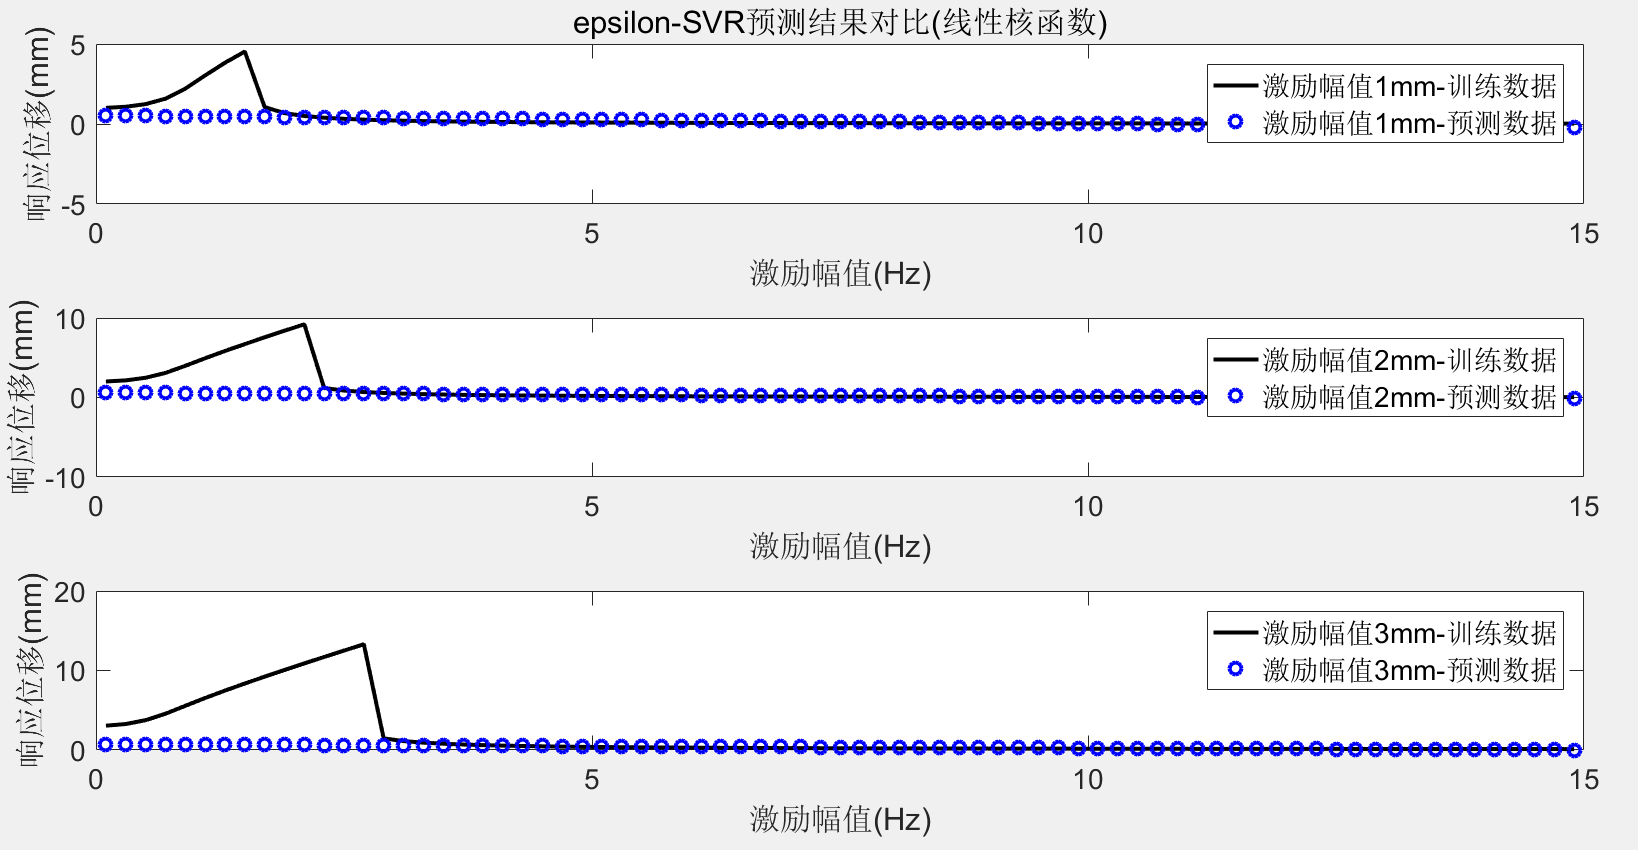 epsilon-SVR预测结果对比(线性核函数)
响应位移(mm)
5
0
-5
激励幅值1mm-训练数据
激励幅值1mm-预测数据
0 5 10 15
激励幅值(Hz)
响应位移(mm)
10
0
-10
激励幅值2mm-训练数据
激励幅值2mm-预测数据
0 5 10 15
激励幅值(Hz)
响应位移(mm)
20
10
0
激励幅值3mm-训练数据
激励幅值3mm-预测数据
0 5 10 15
激励幅值(Hz)